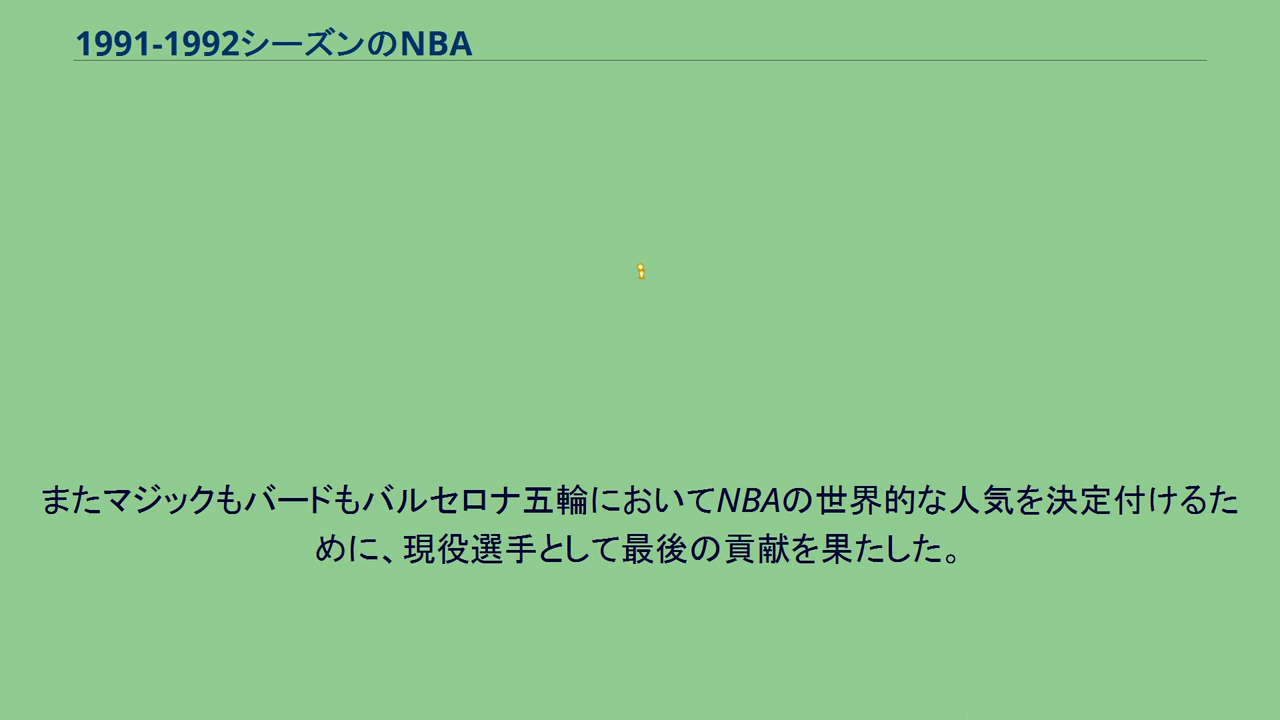 1991-1992シーズンのNBA
またマジックもバードもバルセロナ五輪においてNBAの世界的な人気を決定付けるた
めに、現役選手として最後の貢献を果たした。